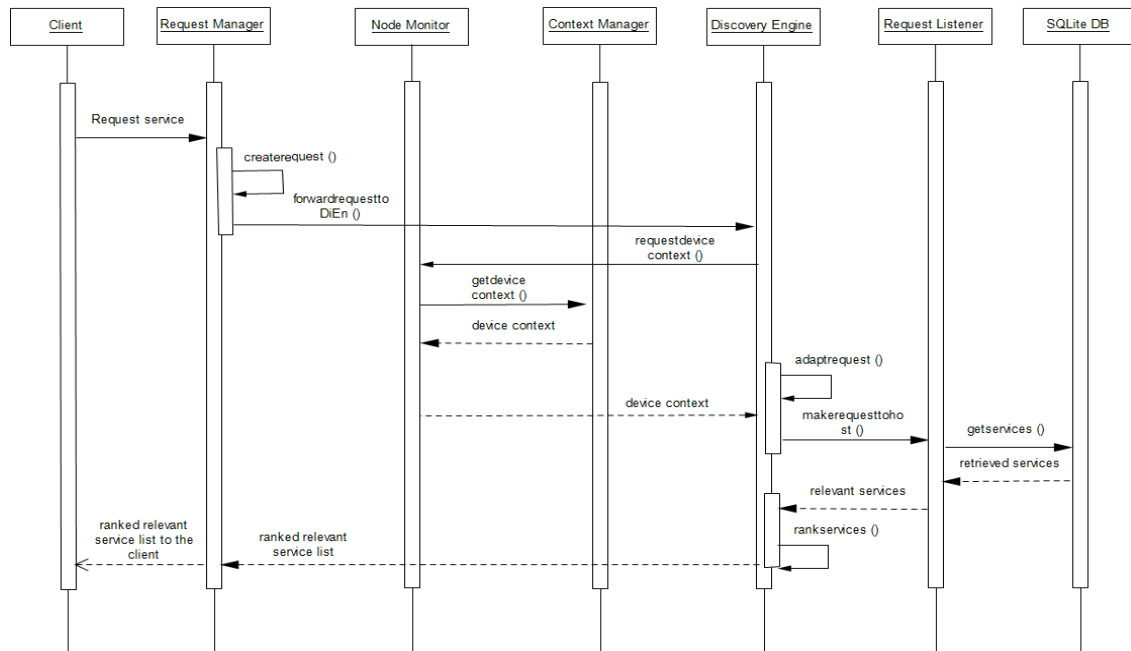 Client
Request Manager
Node Monitor
Context Manager
Discovery Engine
Request Listener
SQLite DB
Request service
createrequest ()
forwardrequestto
DiEn ()
requestdevice
context ()
getdevice
context ()
device context
adaptrequest ()
device context
makerequesttoho
st ()
getservices ()
retrieved services
relevant services
rankservices ()
ranked relevant
service list
ranked relevant
service list to the
client